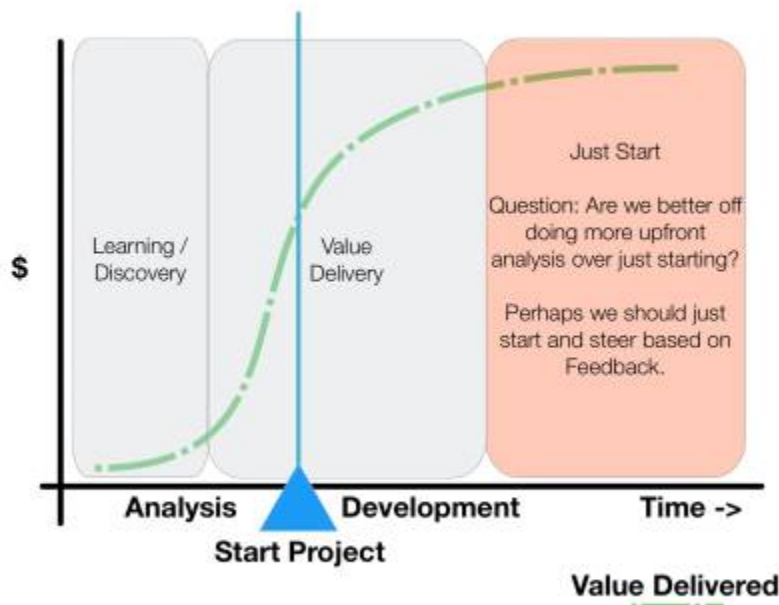 Just Start
Question: Are we better off
doing more upfront
analysis over just starting?
Perhaps we should just
start and steer based on
Feedback.
Learning /
Discovery
Value
Delivery
$
Analysis
Development
Time ->
Start Project
Value Delivered